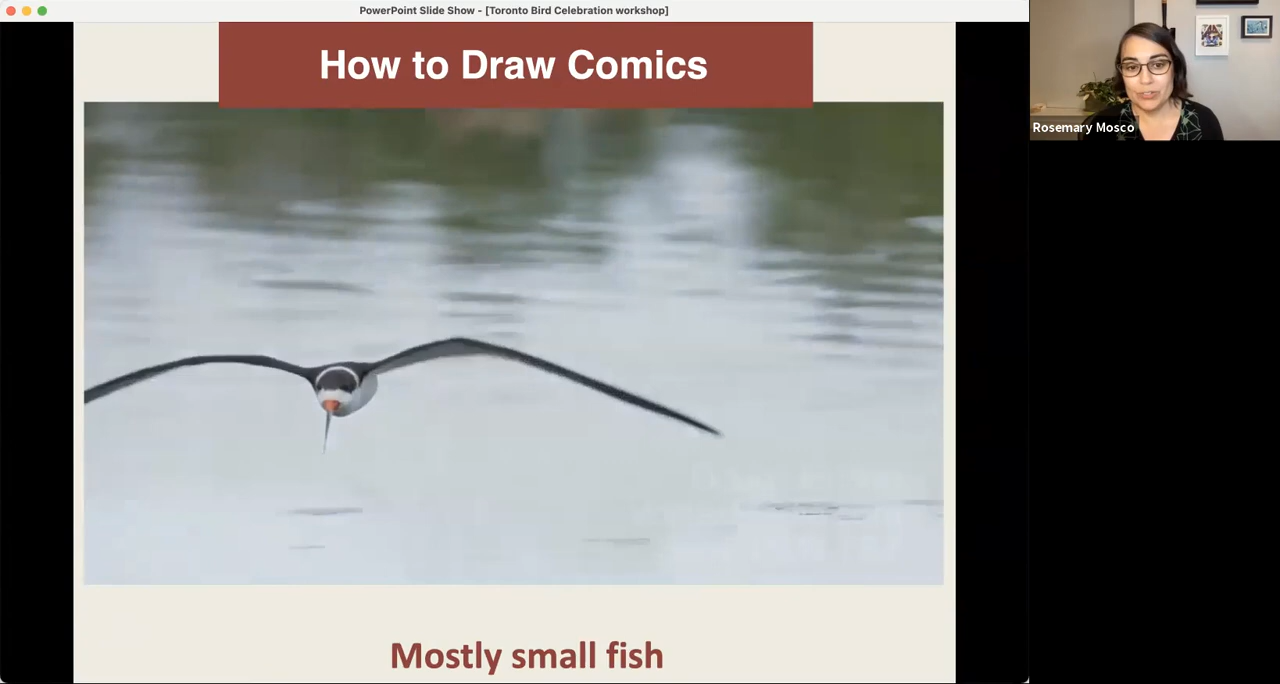 PowerPoint Slide Show - [Toronto Bird Celebration workshop]
How to Draw Comics
Rosemary Mosco
Mostly small fish